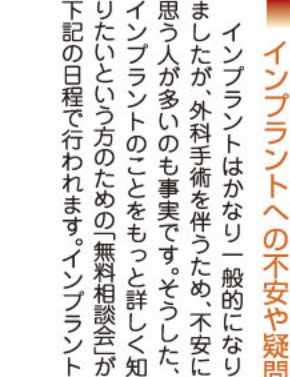 インプラントへの不安や疑問
インプラントはかなり一般的になり
ましたが、外科手術を伴うため、不安に
思う人が多いのも事実です。そうした、
インプラントのことをもっと詳しく知
りたいという方のための「無料相談会」が
下記の日程で行われます。インプラント